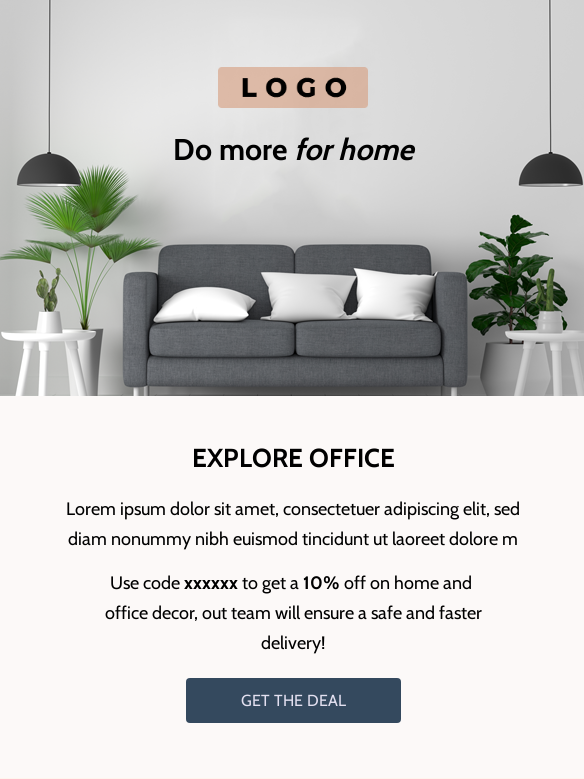 LOGO
Do more for home
EXPLORE OFFICE
Lorem ipsum dolor sit amet, consectetuer adipiscing elit, sed
diam nonummy nibh euismod tincidunt ut laoreet dolore m
Use code xxxxxx to get a 10% off on home and
office decor, out team will ensure a safe and faster
delivery!
GET THE DEAL